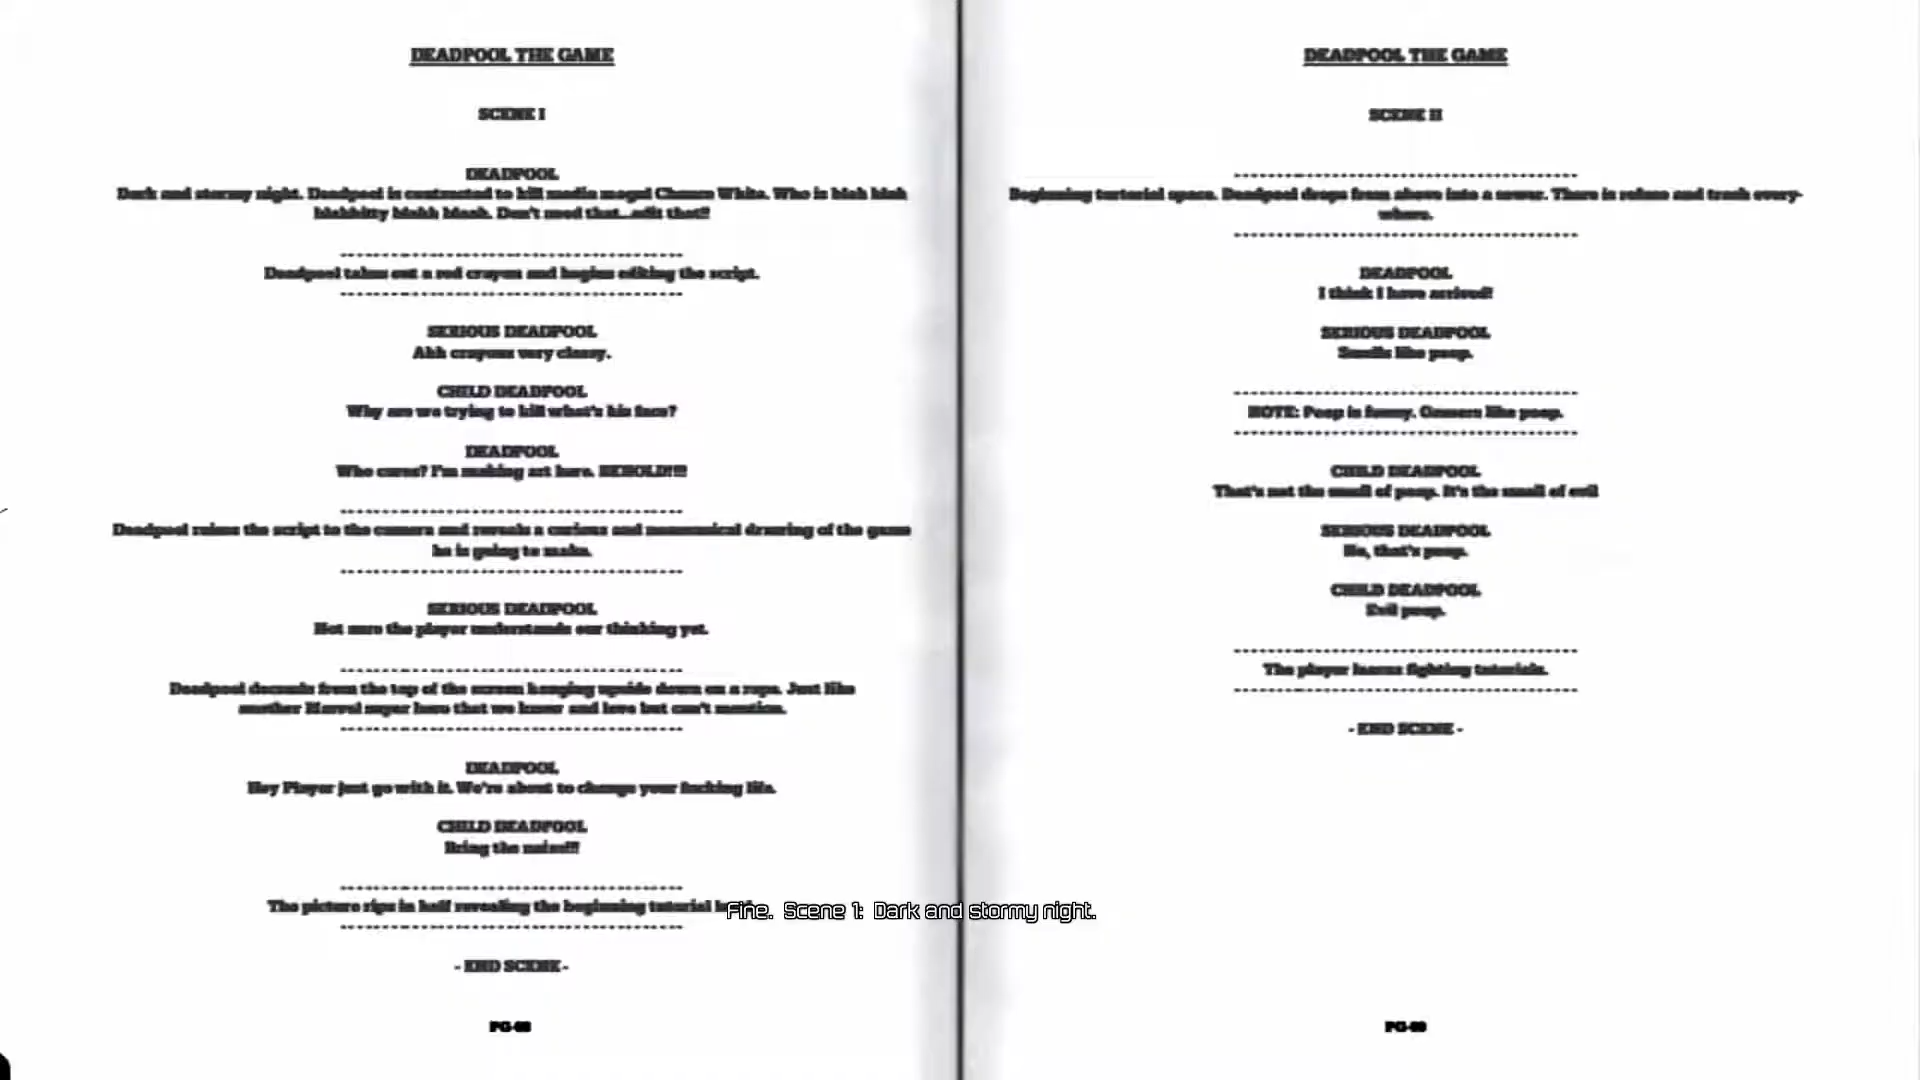 DEADPOOL THE GAME
SCENE I
DEADPOOL
Dark and stormy night. Deadpool is contracted to kill media mogul Chance White. Who is blah blah
blahbitty blahh blaah. Don't need that...edit that!!
Deadpool takes out a red crayon and begins editing the script.
SERIOUS DEADPOOL
Ahh crayons very classy.
CHILD DEADPOOL
Why are we trying to kill what's his face?
DEADPOOL
Who cares? I'm making art here. BEHOLD!!!!
Deadpool raises the script to the camera and reveals a curious and nonsensical drawing of the game
he is going to make.
SERIOUS DEADPOOL
Not sure the player understands our thinking yet.
Deadpool decends from the top of the screen hanging upside down on a rope. Just like
another Marvel super hero that we know and love but can't mention.
DEADPOOL
Hey Player just go with it. We're about to change your fucking life.
CHILD DEADPOOL
Bring the noise!!!
The picture rips in half revealing the beginning tutorial
- END SCENE -
DEADPOOL THE GAME
SCENE II
Beginning turtorial space. Deadpool drops from above into a sewer. There is refuse and trash every-
where.
DEADPOOL
I think I have arrived!
SERIOUS DEADPOOL
Smells like poop.
NOTE: Poop is funny. Gamers like poop.
CHILD DEADPOOL
That's not the smell of poop. It's the smell of evil
SERIOUS DEADPOOL
No, that's poop.
CHILD DEADPOOL
Evil poop.
The player learns fighting tutorials.
- END SCENE -
Fine. Scene 1: Dark and stormy night.